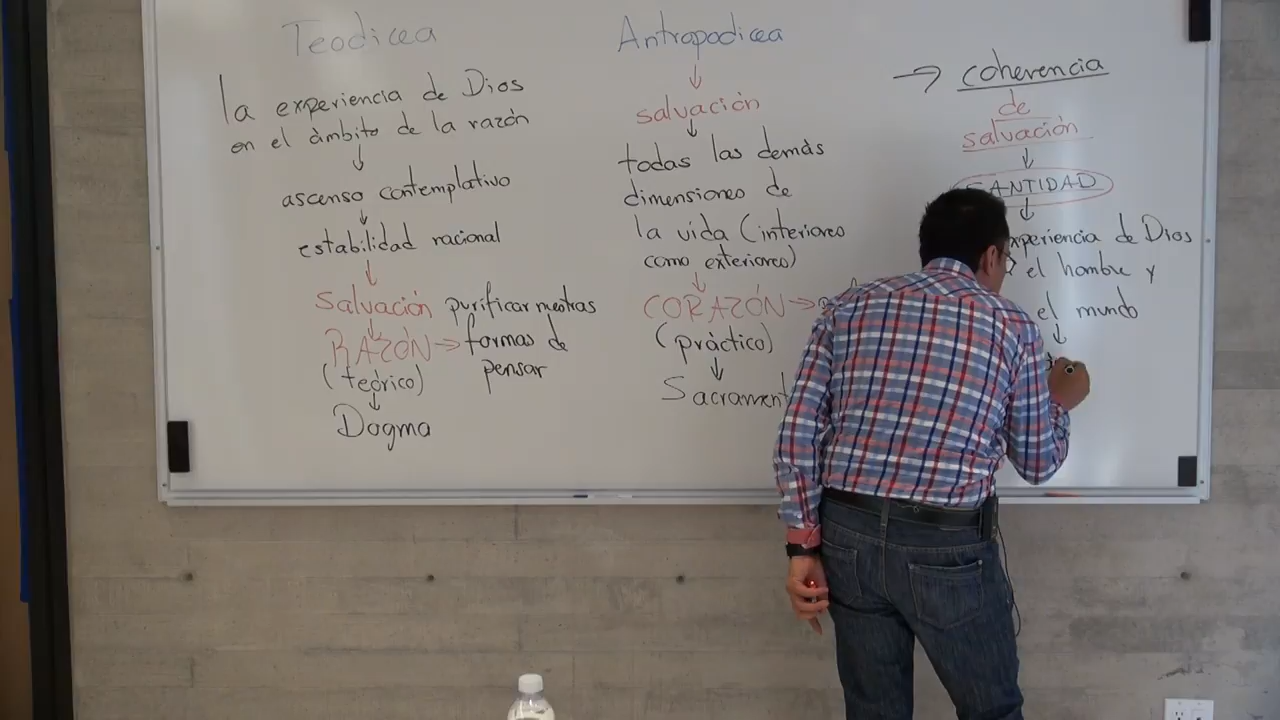 Teodicea
la experiencia de Dios
en el ámbito de la razón
↓
ascenso contemplativo
↓
estabilidad racional
↓
Salvación purificar nuestras
↓
RAZÓN → formas de
pensar
(teórico)
↓
Dogma
Antropodicea
↓
salvación
↓
todas las demás
dimensiones de
la vida (interiores
como exteriores)
↓
CORAZÓN →
(práctico)
↓
Sacrament
→ coherencia
de
salvación
↓
SANTIDAD
↓
experiencia de Dios
el hombre y
el mundo
↓